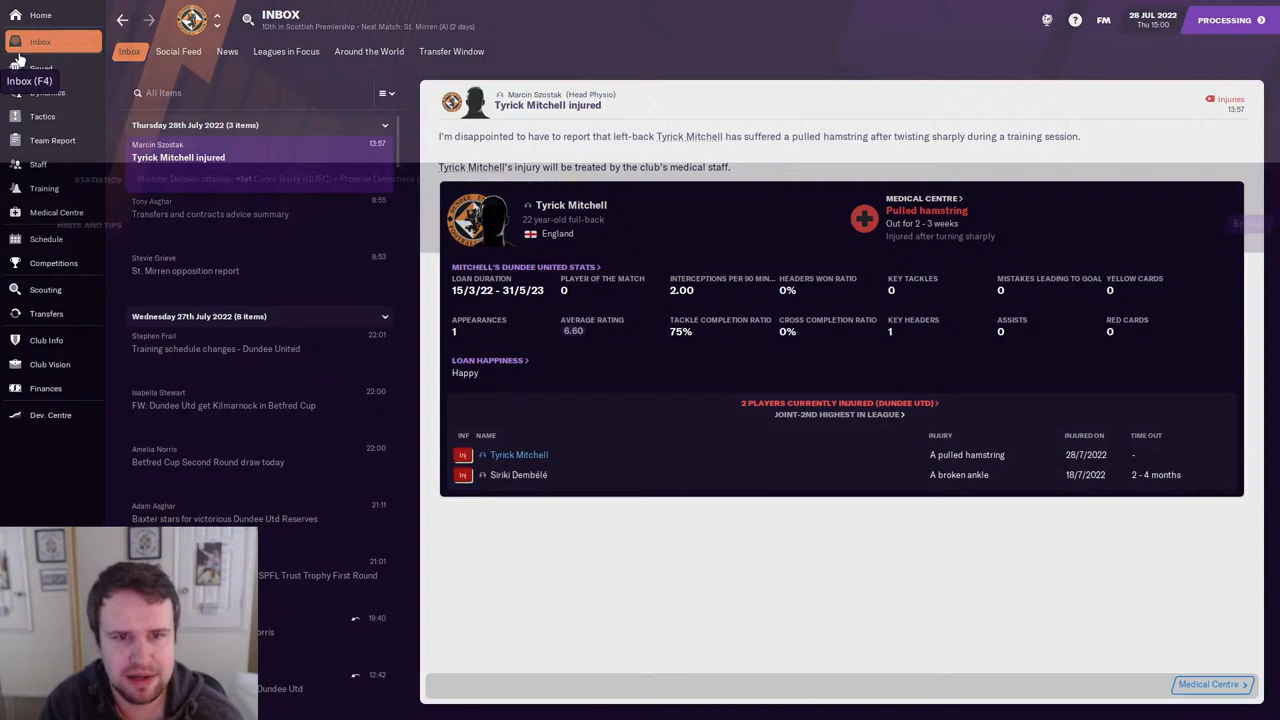 Home
Inbox
Squad
Inbox (F4)
Dynamics
Tactics
Team Report
Staff
STATISTICS
Training
Medical Centre
HINTS AND TIPS
Schedule
Competitions
Scouting
Transfers
Club Info
Club Vision
Finances
Dev. Centre
INBOX
10th in Scottish Premiership - Next Match: St. Mirren (A) (2 days)
FM
28 JUL 2022
Thu 15:00
PROCESSING
Inbox
Social Feed
News
Leagues in Focus
Around the World
Transfer Window
All Items
Thursday 28th July 2022 (3 items)
Marcin Szostak
13:57
Tyrick Mitchell injured
Tony Asghar
8:55
Transfers and contracts advice summary
Stevie Grieve
8:53
St. Mirren opposition report
Wednesday 27th July 2022 (8 items)
Stephen Frail
22:01
Training schedule changes - Dundee United
Isabella Stewart
22:00
FW: Dundee Utd get Kilmarnock in Betfred Cup
Amelia Norris
22:00
Betfred Cup Second Round draw today
Adam Asghar
21:11
Baxter stars for victorious Dundee Utd Reserves
21:01
SPFL Trust Trophy First Round
19:40
orris
12:42
Dundee Utd
Marcin Szostak (Head Physio)
Tyrick Mitchell injured
Injuries
13:57
I'm disappointed to have to report that left-back Tyrick Mitchell has suffered a pulled hamstring after twisting sharply during a training session.
Tyrick Mitchell's injury will be treated by the club's medical staff.
Tyrick Mitchell
22 year-old full-back
England
MEDICAL CENTRE >
Pulled hamstring
Out for 2 - 3 weeks
Injured after turning sharply
MITCHELL'S DUNDEE UNITED STATS >
LOAN DURATION
15/3/22 - 31/5/23
PLAYER OF THE MATCH
0
INTERCEPTIONS PER 90 MIN...
2.00
HEADERS WON RATIO
0%
KEY TACKLES
0
MISTAKES LEADING TO GOAL
0
YELLOW CARDS
0
APPEARANCES
1
AVERAGE RATING
6.60
TACKLE COMPLETION RATIO
75%
CROSS COMPLETION RATIO
0%
KEY HEADERS
1
ASSISTS
0
RED CARDS
0
LOAN HAPPINESS >
Happy
2 PLAYERS CURRENTLY INJURED (DUNDEE UTD) >
JOINT-2ND HIGHEST IN LEAGUE >
INF NAME INJURY INJURED ON TIME OUT
Inj Tyrick Mitchell A pulled hamstring 28/7/2022 -
Inj Siriki Dembélé A broken ankle 18/7/2022 2 - 4 months
Medical Centre >